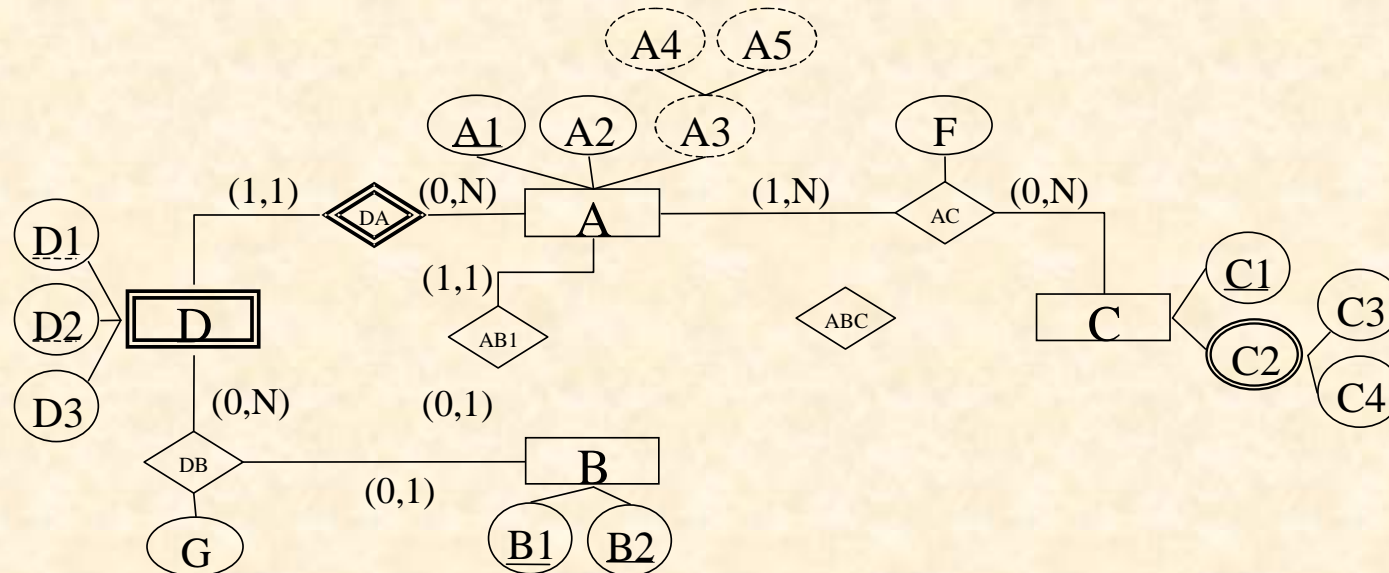 A4 A5
A1 A2 A3 F
(1,1) DA (0,N) A (1,N) AC (0,N)
D1
D2 D
D3
(1,1)
AB1 ABC C
C1
C2
C3
C4
(0,N) (0,1)
DB (0,1) B
G B1 B2